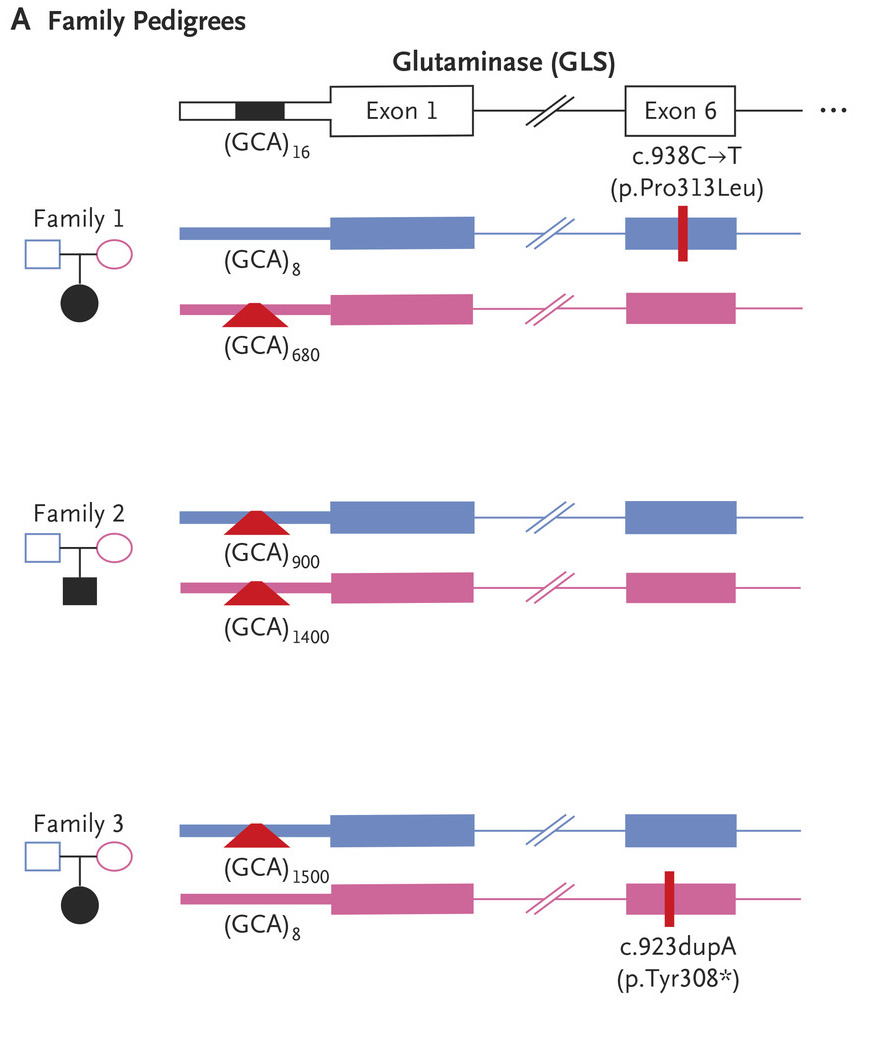 A Family Pedigrees
Glutaminase (GLS)
Exon 1
Exon 6
...
(GCA)16
c.938C→T
(p.Pro313Leu)
Family 1
(GCA)8
(GCA)680
Family 2
(GCA)900
(GCA)1400
Family 3
(GCA)1500
(GCA)8
c.923dupA
(p.Tyr308*)